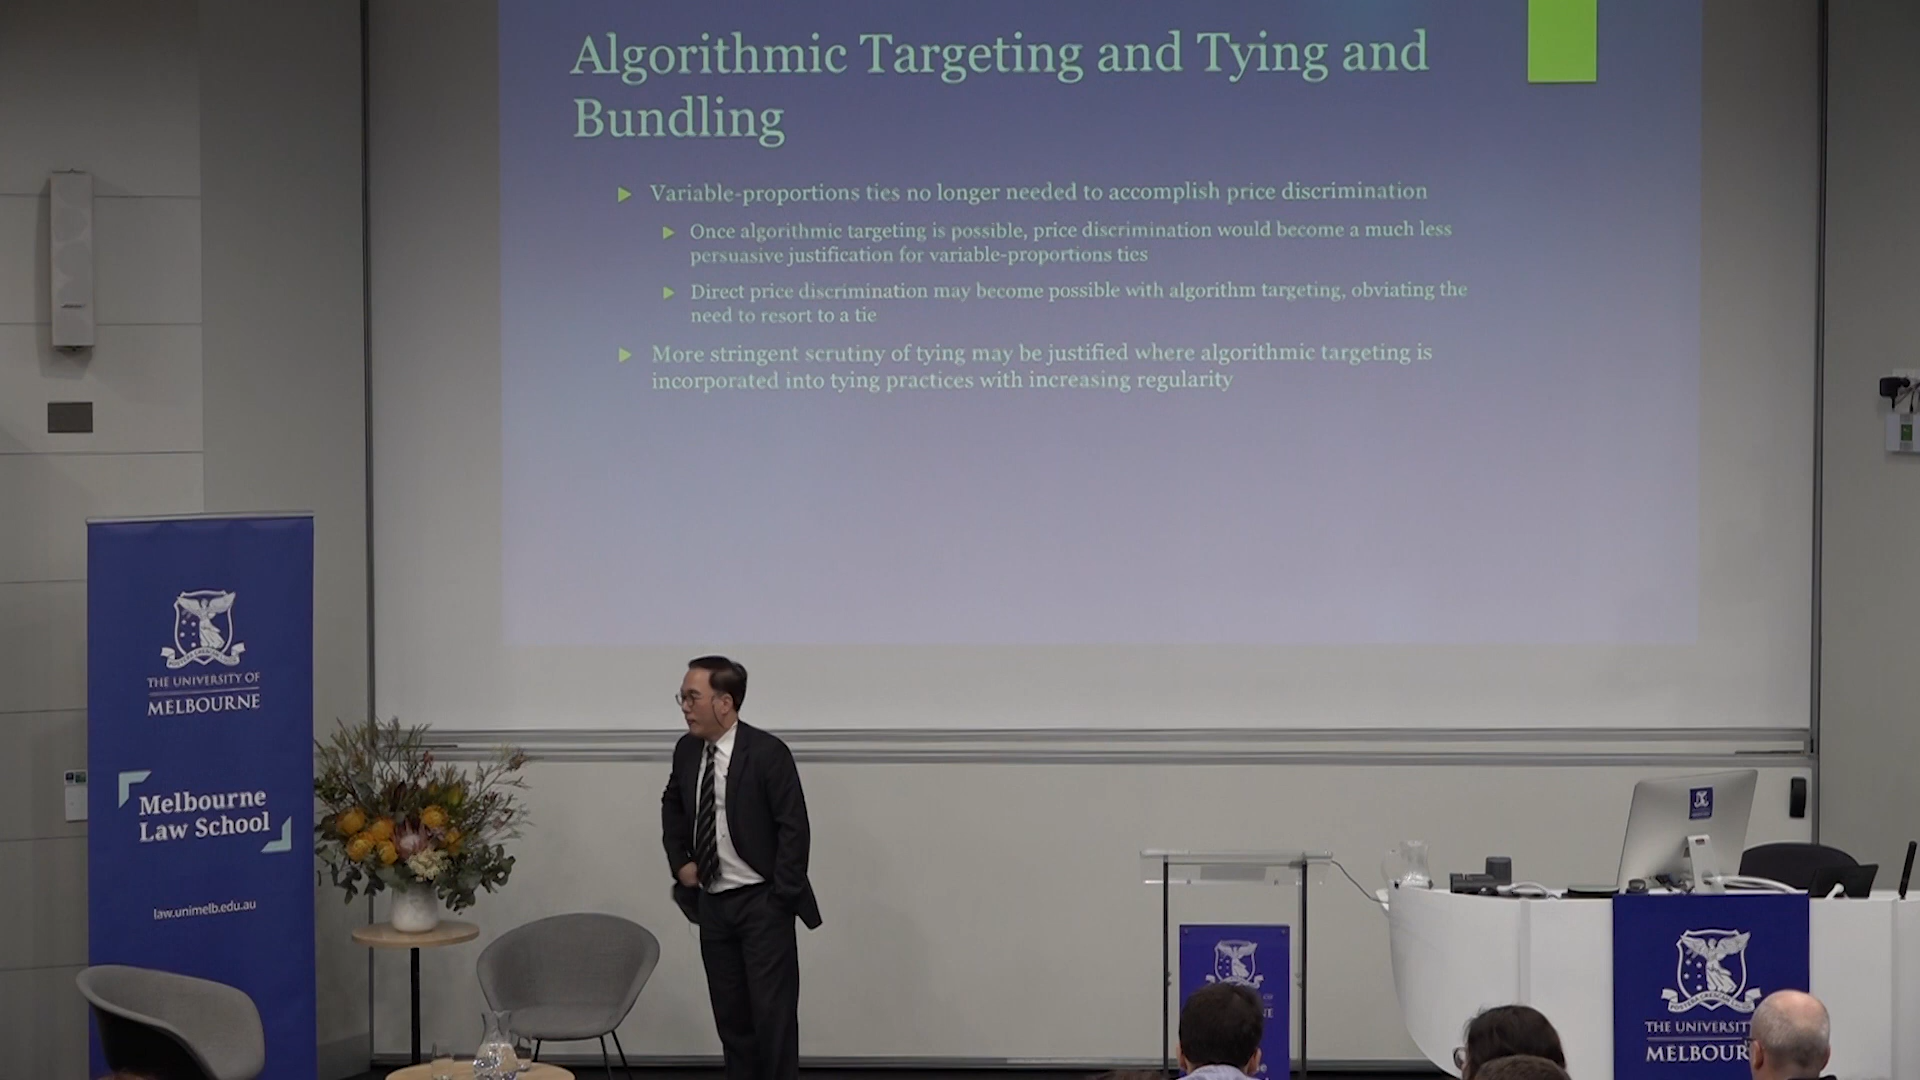 Algorithmic Targeting and Tying and
Bundling
Variable-proportions ties no longer needed to accomplish price discrimination
Once algorithmic targeting is possible, price discrimination would become a much less
persuasive justification for variable-proportions ties
Direct price discrimination may become possible with algorithm targeting, obviating the
need to resort to a tie
More stringent scrutiny of tying may be justified where algorithmic targeting is
incorporated into tying practices with increasing regularity
THE UNIVERSITY OF
MELBOURNE
Melbourne
Law School
law.unimelb.edu.au
THE UNIVERSIT
MELBOUR